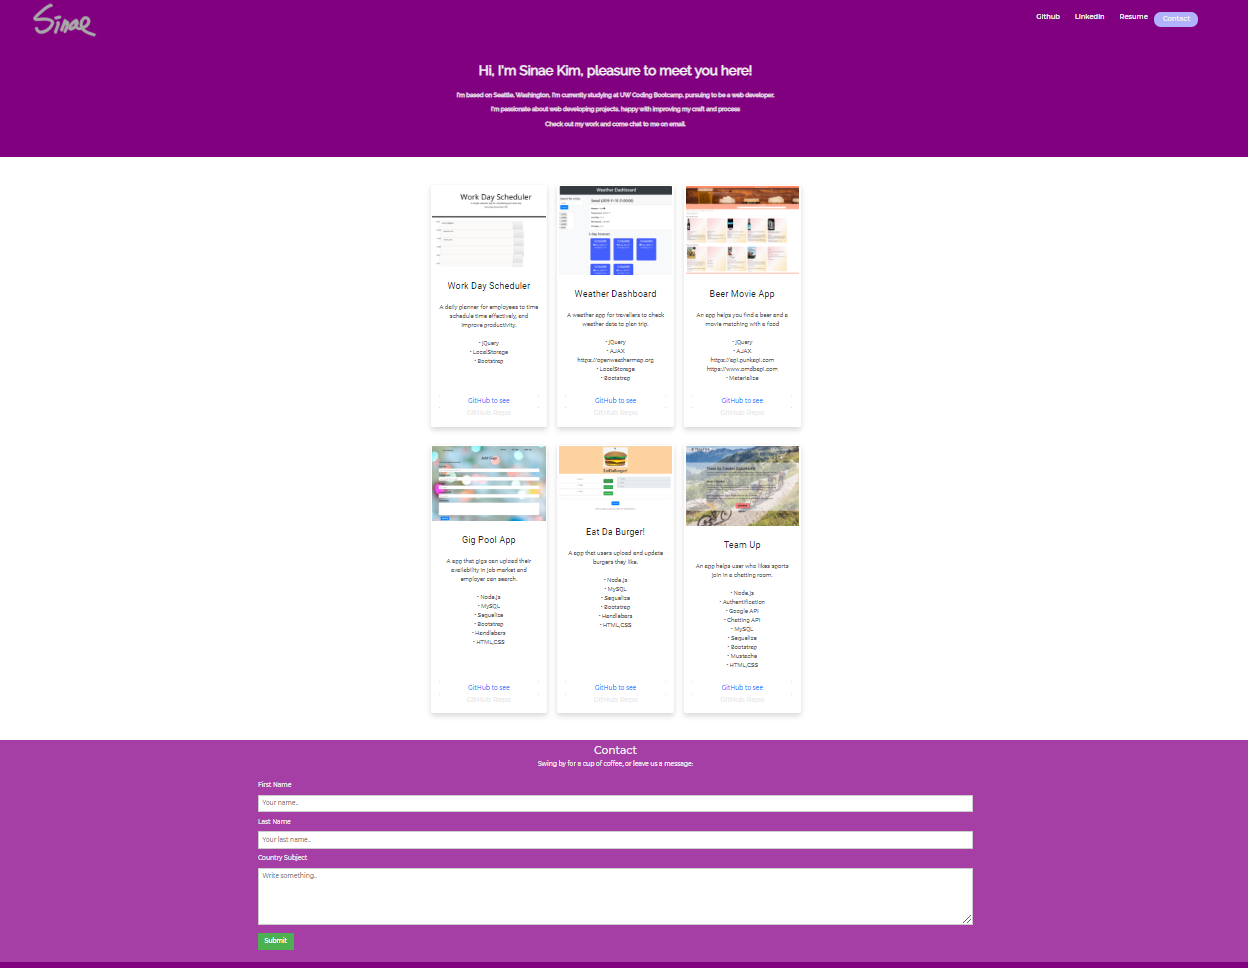 Sinae
Github
LinkedIn
Resume
Contact
Hi, I'm Sinae Kim, pleasure to meet you here!
I'm based on Seattle, Washington. I'm currently studying at UW Coding Bootcamp, pursuing to be a web developer.
I'm passionate about web developing projects, happy with improving my craft and process
Check out my work and come chat to me on email.
Work Day Scheduler
Weather Dashboard
Work Day Scheduler
A daily planner for employees to time
schedule time effectively, and
improve productivity.
• jQuery
• LocalStorage
• Bootstrap
GitHub to see
GitHub Repo
Weather Dashboard
A weather app for travellers to check
weather data to plan trip.
• jQuery
• AJAX
https://openweathermap.org
• LocalStorage
• Bootstrap
GitHub to see
GitHub Repo
Beer Movie App
An app helps you find a beer and a
movie matching with a food
• jQuery
• AJAX
https://api.punkapi.com
https://www.omdbapi.com
• Materialize
GitHub to see
GitHub Repo
Add Gigs
Gig Pool App
A app that gigs can upload their
availability in job market and
employer can search.
• Node.js
• MySQL
• Sequelize
• Bootstrap
• Handlebars
• HTML,CSS
GitHub to see
GitHub Repo
EatDaBurger!
Eat Da Burger!
A app that users upload and update
burgers they like.
• Node.js
• MySQL
• Sequelize
• Bootstrap
• Handlebars
• HTML,CSS
GitHub to see
GitHub Repo
Team Up
An app helps user who likes sports
join in a chatting room.
• Node.js
• Authentification
• Google API
• Chatting API
• MySQL
• Sequelize
• Bootstrap
• Mustache
• HTML,CSS
GitHub to see
GitHub Repo
Contact
Swing by for a cup of coffee, or leave us a message:
First Name
Your name..
Last Name
Your last name..
Country Subject
Write something..
Submit